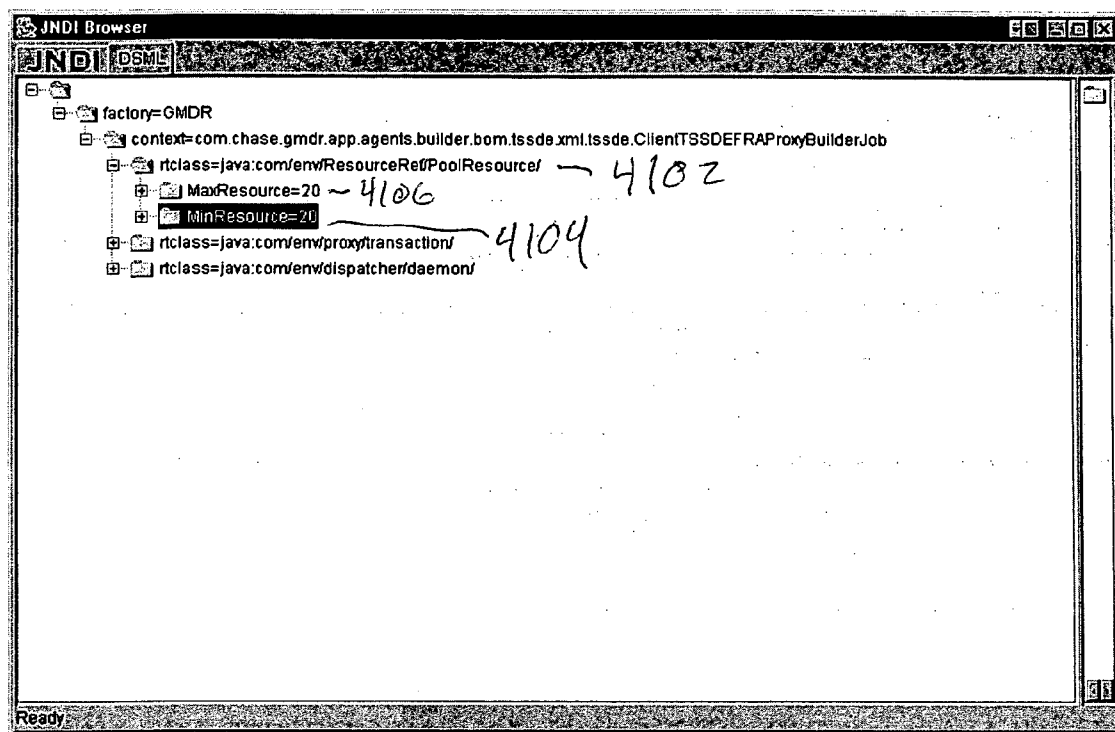 JNDI Browser
JNDI DSML
factory=GMDR
context=com.chase.gmdr.app.agents.builder.bom.tssde.xml.tssde.ClientTSSDEFRAProxyBuilderJob
rtclass=java:com/env/ResourceRef/PoolResource/ 4102
MaxResource=20 4106
MinResource=20 4104
rtclass=java:com/env/proxy/transaction/
rtclass=java:com/env/dispatcher/daemon/
Ready